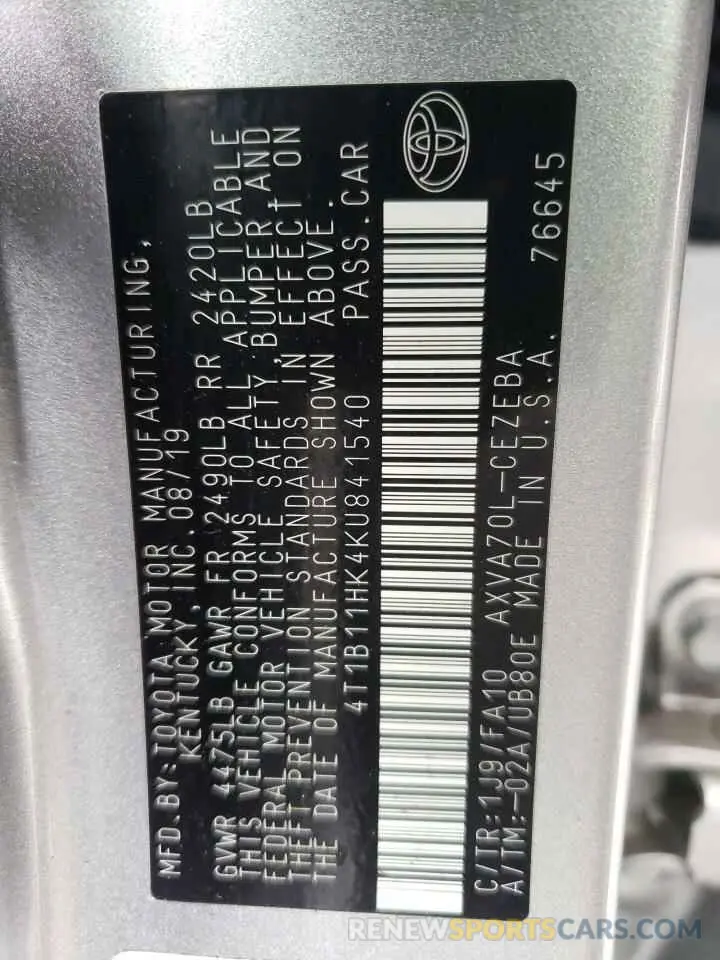 MFD.BY:TOYOTA MOTOR MANUFACTURING,
KENTUCKY, INC. 08/19
GVWR 4475LB GAWR FR 2490LB RR 2420LB
THIS VEHICLE CONFORMS TO ALL APPLICABLE
FEDERAL MOTOR VEHICLE SAFETY, BUMPER AND
THEFT PREVENTION STANDARDS IN EFFECT ON
THE DATE OF MANUFACTURE SHOWN ABOVE.
4T1B11HK4KU841540 PASS.CAR
C/TR:1J9/FA10 AXVA70L-CEZEBA
A/TM:-02A/UB80E MADE IN U.S.A. 76645
RENEWSPORTSCARS.COM